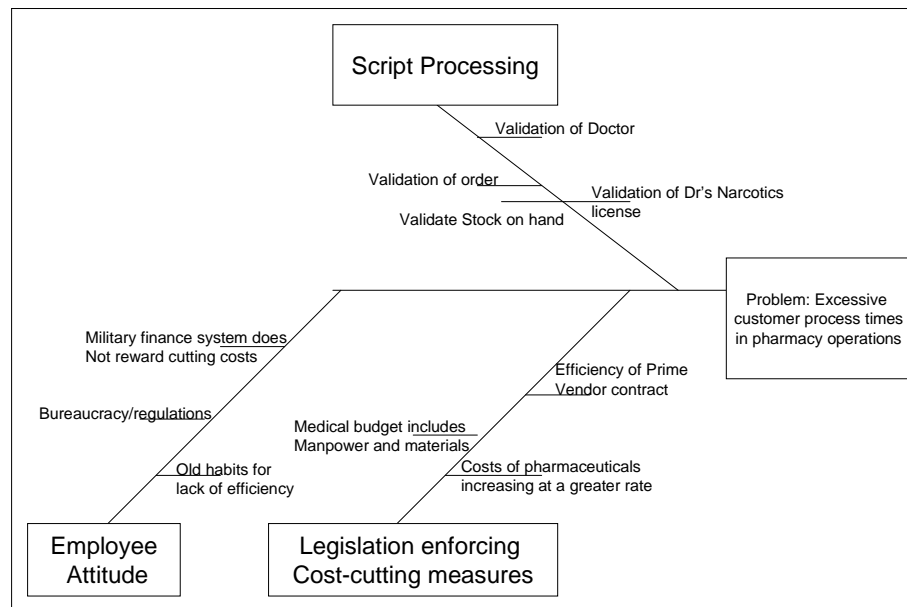 Script Processing
Validation of Doctor
Validation of order
Validation of Dr's Narcotics
license
Validate Stock on hand
Problem: Excessive
customer process times
in pharmacy operations
Military finance system does
Not reward cutting costs
Efficiency of Prime
Vendor contract
Bureaucracy/regulations
Medical budget includes
Manpower and materials
Old habits for
lack of efficiency
Costs of pharmaceuticals
increasing at a greater rate
Employee
Attitude
Legislation enforcing
Cost-cutting measures